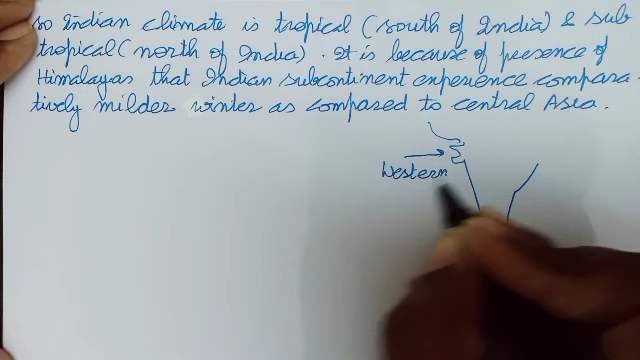 so Indian climate is tropical (south of India) & sub
tropical (north of India). It is because of presence of
Himalayas that Indian subcontinent experience compara-
tively milder winter as compared to central Asia.
Western